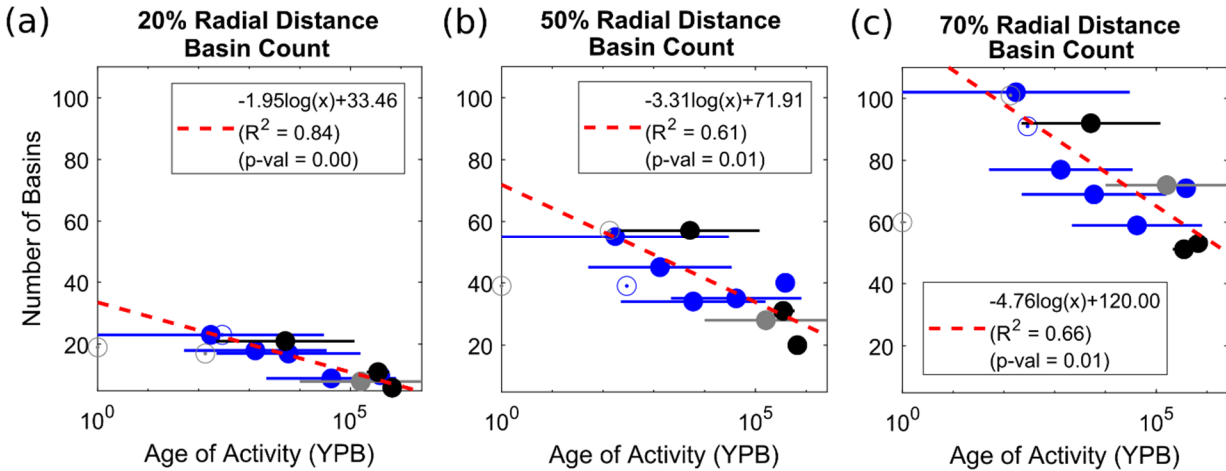 (a)
20% Radial Distance
Basin Count
100
80
60
40
20
Number of Basins
-1.95log(x)+33.46
(R² = 0.84)
(p-val = 0.00)
10⁰
10⁵
Age of Activity (YPB)
(b)
50% Radial Distance
Basin Count
100
80
60
40
20
-3.31log(x)+71.91
(R² = 0.61)
(p-val = 0.01)
10⁰
10⁵
Age of Activity (YPB)
(c)
70% Radial Distance
Basin Count
100
80
60
40
20
-4.76log(x)+120.00
(R² = 0.66)
(p-val = 0.01)
10⁰
10⁵
Age of Activity (YPB)